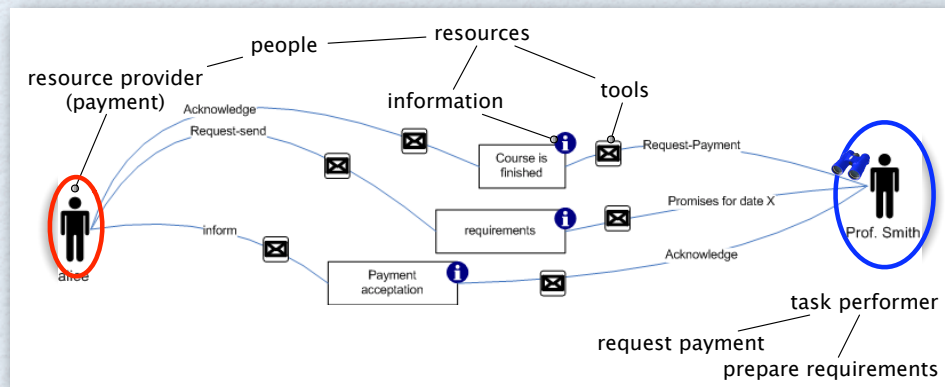 people
resources
resource provider
(payment)
information
tools
Acknowledge
Request-send
Course is
finished
Request-Payment
Promises for date X
requirements
inform
Prof. Smith
Acknowledge
alice
Payment
acceptation
task performer
request payment
prepare requirements